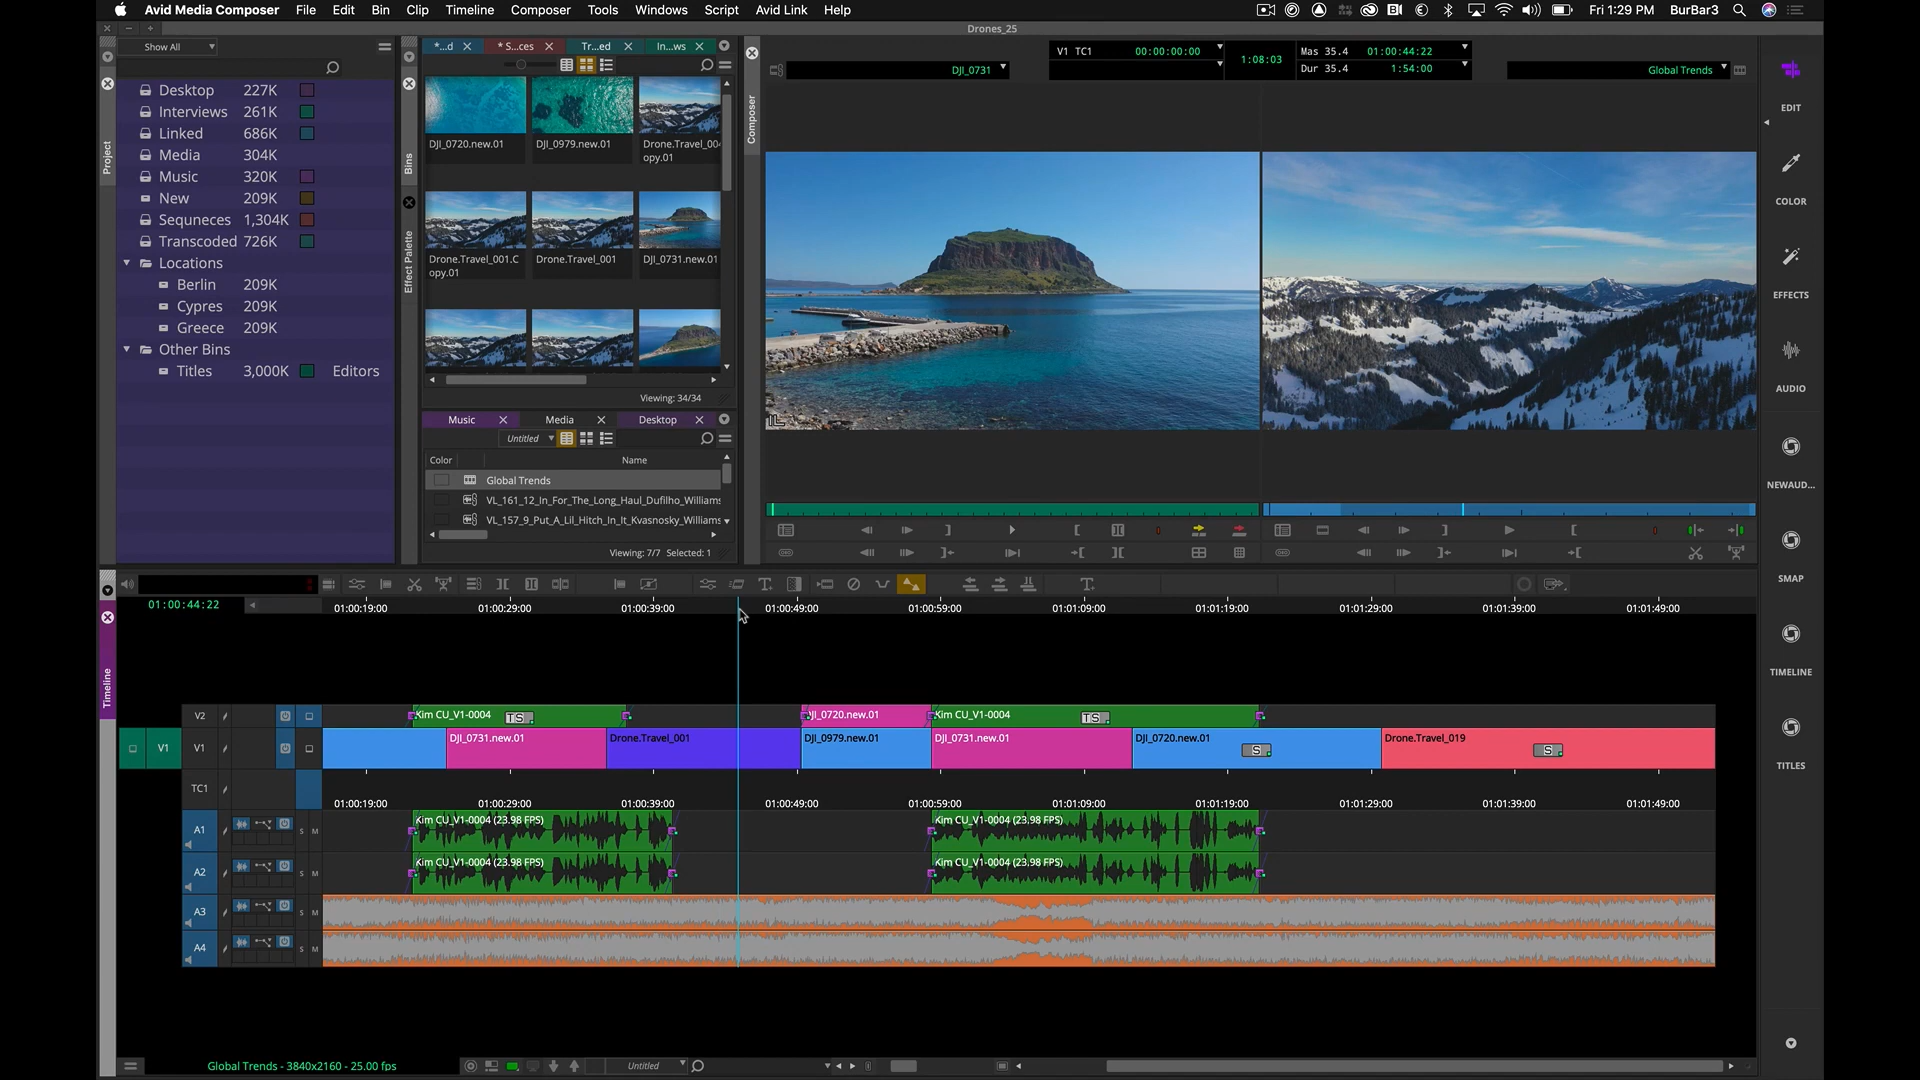 Avid Media Composer File Edit Bin Clip Timeline Composer Tools Windows Script Avid Link Help Fri 1:29 PM BurBar3
Drones_25
Show All
Project
Desktop 227K
Interviews 261K
Linked 686K
Media 304K
Music 320K
New 209K
Sequneces 1,304K
Transcoded 726K
Locations
Berlin 209K
Cypres 209K
Greece 209K
Other Bins
Titles 3,000K Editors
Bins
Effect Palette
*...d * S...ces Tr...ed In...ws
DJI_0720.new.01 DJI_0979.new.01 Drone.Travel_004
opy.01
Drone.Travel_001.C Drone.Travel_001 DJI_0731.new.01
opy.01
Viewing: 34/34
Music Media Desktop
Untitled
Color Name
Global Trends
VL_161_12_In_For_The_Long_Haul_Dufilho_Williams
VL_157_9_Put_A_Lil_Hitch_In_It_Kvasnosky_Williams
Viewing: 7/7 Selected: 1
Composer
DJI_0731
V1 TC1 00:00:00:00
1:08:03
Mas 35.4 01:00:44:22
Dur 35.4 1:54:00
Global Trends
EDIT
COLOR
EFFECTS
AUDIO
NEWAUD...
SMAP
TIMELINE
TITLES
Timeline
01:00:44:22
01:00:19:00 01:00:29:00 01:00:39:00 01:00:49:00 01:00:59:00 01:01:09:00 01:01:19:00 01:01:29:00 01:01:39:00 01:01:49:00
V2 Kim CU_V1-0004 TS DJI_0720.new.01 Kim CU_V1-0004 TS
V1 V1 DJI_0731.new.01 Drone.Travel_001 DJI_0979.new.01 DJI_0731.new.01 DJI_0720.new.01 S Drone.Travel_019 S
TC1
01:00:19:00 01:00:29:00 01:00:39:00 01:00:49:00 01:00:59:00 01:01:09:00 01:01:19:00 01:01:29:00 01:01:39:00 01:01:49:00
A1 S M Kim CU_V1-0004 (23.98 FPS) Kim CU_V1-0004 (23.98 FPS)
A2 S M Kim CU_V1-0004 (23.98 FPS) Kim CU_V1-0004 (23.98 FPS)
A3 S M
A4 S M
Global Trends - 3840x2160 - 25.00 fps Untitled